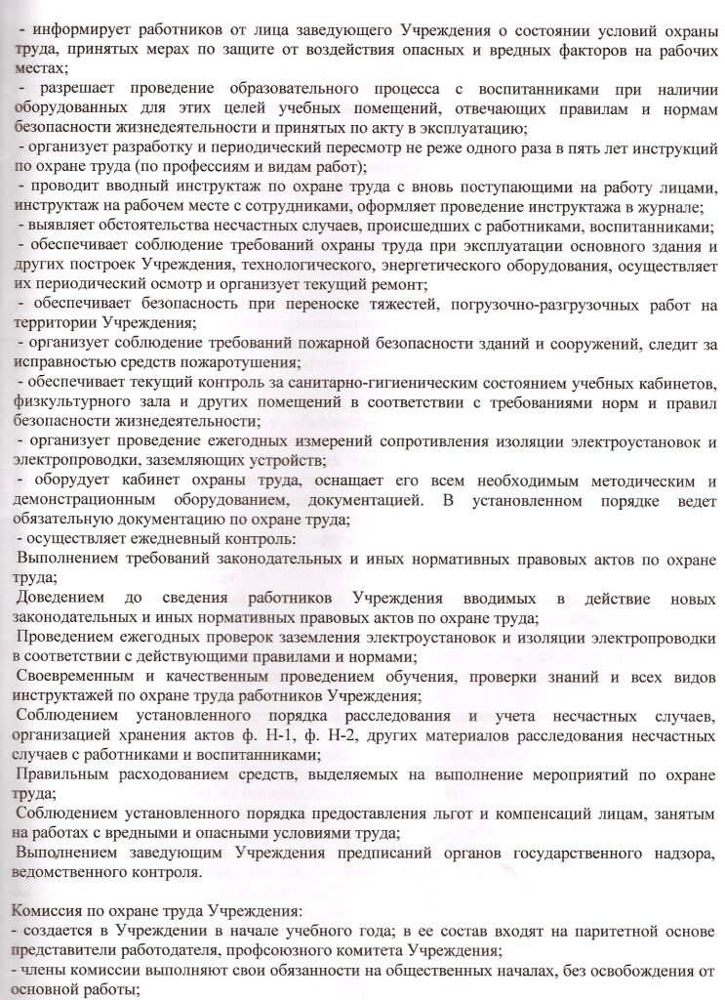 - информирует работников от лица заведующего Учреждения о состоянии условий охраны
труда, принятых мерах по защите от воздействия опасных и вредных факторов на рабочих
местах;
- разрешает проведение образовательного процесса с воспитанниками при наличии
оборудованных для этих целей учебных помещений, отвечающих правилам и нормам
безопасности жизнедеятельности и принятых по акту в эксплуатацию;
- организует разработку и периодический пересмотр не реже одного раза в пять лет инструкций
по охране труда (по профессиям и видам работ);
- проводит вводный инструктаж по охране труда с вновь поступающими на работу лицами,
инструктаж на рабочем месте с сотрудниками, оформляет проведение инструктажа в журнале;
- выявляет обстоятельства несчастных случаев, происшедших с работниками, воспитанниками;
- обеспечивает соблюдение требований охраны труда при эксплуатации основного здания и
других построек Учреждения, технологического, энергетического оборудования, осуществляет
их периодический осмотр и организует текущий ремонт;
- обеспечивает безопасность при переноске тяжестей, погрузочно-разгрузочных работ на
территории Учреждения;
- организует соблюдение требований пожарной безопасности зданий и сооружений, следит за
исправностью средств пожаротушения;
- обеспечивает текущий контроль за санитарно-гигиеническим состоянием учебных кабинетов,
физкультурного зала и других помещений в соответствии с требованиями норм и правил
безопасности жизнедеятельности;
- организует проведение ежегодных измерений сопротивления изоляции электроустановок и
электропроводки, заземляющих устройств;
- оборудует кабинет охраны труда, оснащает его всем необходимым методическим и
демонстрационным оборудованием, документацией. В установленном порядке ведет
обязательную документацию по охране труда;
- осуществляет ежедневный контроль:
Выполнением требований законодательных и иных нормативных правовых актов по охране
труда;
Доведением до сведения работников Учреждения вводимых в действие новых
законодательных и иных нормативных правовых актов по охране труда;
Проведением ежегодных проверок заземления электроустановок и изоляции электропроводки
в соответствии с действующими правилами и нормами;
Своевременным и качественным проведением обучения, проверки знаний и всех видов
инструктажей по охране труда работников Учреждения;
Соблюдением установленного порядка расследования и учета несчастных случаев,
организацией хранения актов ф. Н-1, ф. Н-2, других материалов расследования несчастных
случаев с работниками и воспитанниками;
Правильным расходованием средств, выделяемых на выполнение мероприятий по охране
труда;
Соблюдением установленного порядка предоставления льгот и компенсаций лицам, занятым
на работах с вредными и опасными условиями труда;
Выполнением заведующим Учреждения предписаний органов государственного надзора,
ведомственного контроля.
Комиссия по охране труда Учреждения:
- создается в Учреждении в начале учебного года; в ее состав входят на паритетной основе
представители работодателя, профсоюзного комитета Учреждения;
- члены комиссии выполняют свои обязанности на общественных началах, без освобождения от
основной работы;